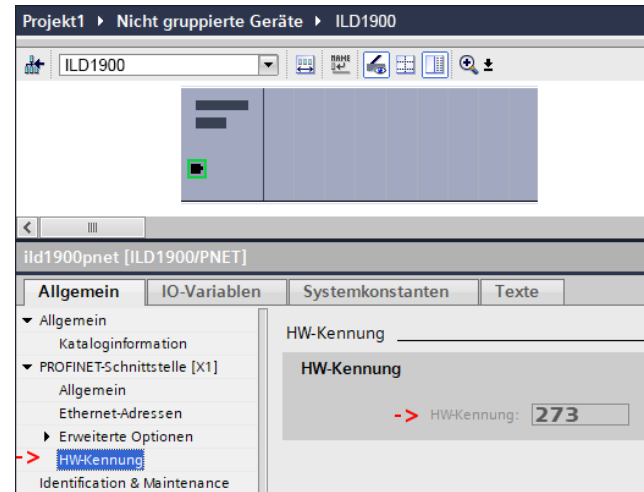 Projekt1 ▸ Nicht gruppierte Geräte ▸ ILD1900
ILD1900
NAME
ild1900pnet [ILD1900/PNET]
Allgemein IO-Variablen Systemkonstanten Texte
Allgemein
Kataloginformation
PROFINET-Schnittstelle [X1]
Allgemein
Ethernet-Adressen
Erweiterte Optionen
-> HW-Kennung
Identification & Maintenance
HW-Kennung
HW-Kennung
-> HW-Kennung: 273